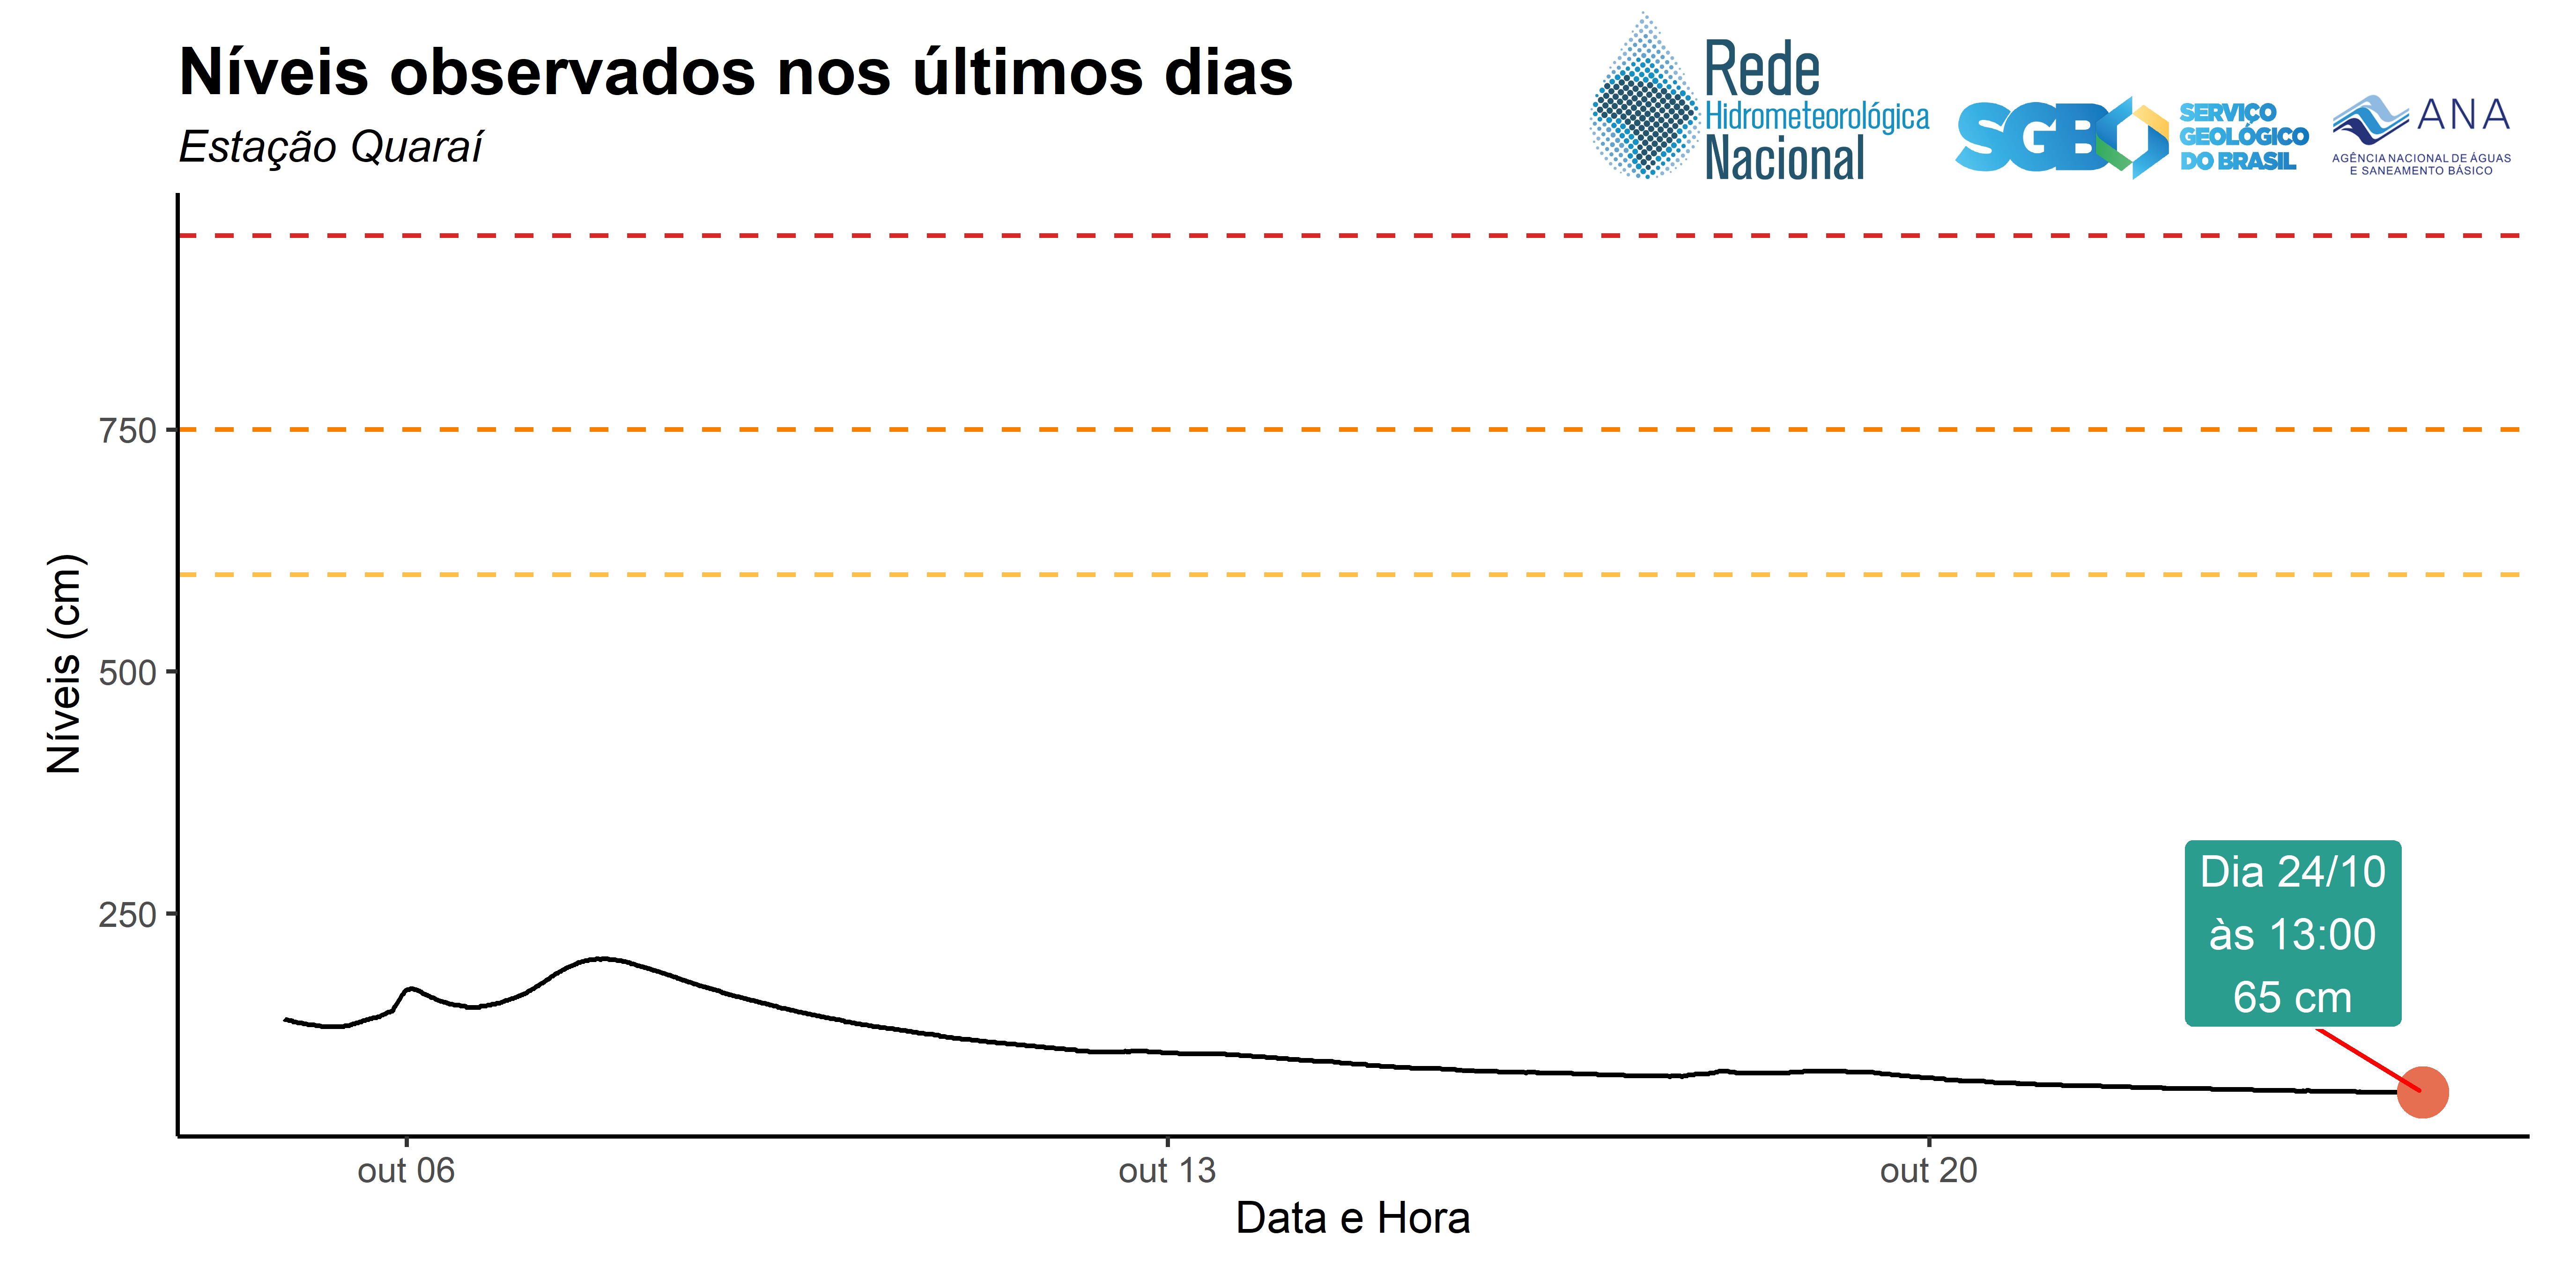 Níveis observados nos últimos dias
Estação Quaraí
Rede
Hidrometeorológica
Nacional
SGB
SERVIÇO
GEOLÓGICO
DO BRASIL
ANA
AGÊNCIA NACIONAL DE ÁGUAS
E SANEAMENTO BÁSICO
Níveis (cm)
750
500
250
Dia 24/10
às 13:00
65 cm
out 06
out 13
out 20
Data e Hora